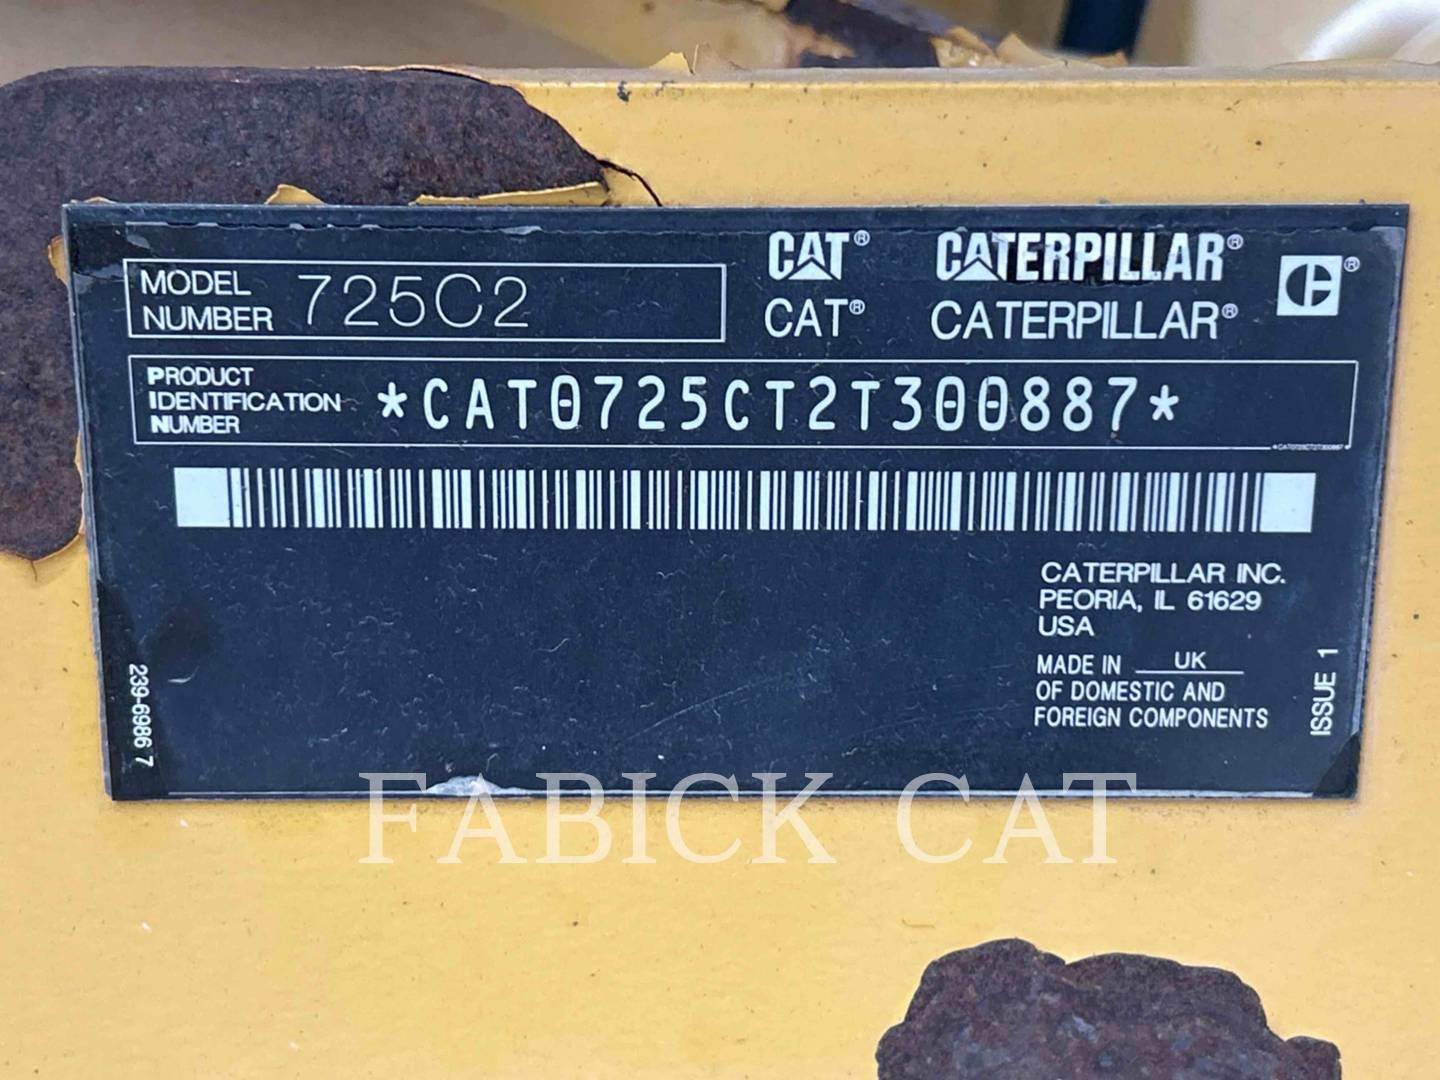 MODEL NUMBER 725C2
CAT® CATERPILLAR®
CAT® CATERPILLAR®
PRODUCT IDENTIFICATION NUMBER *CAT0725CT2T300887*
*CAT0725CT2T300887*
CATERPILLAR INC.
PEORIA, IL 61629
USA
MADE IN UK
OF DOMESTIC AND
FOREIGN COMPONENTS
ISSUE 1
239-6986 7
FABICK CAT